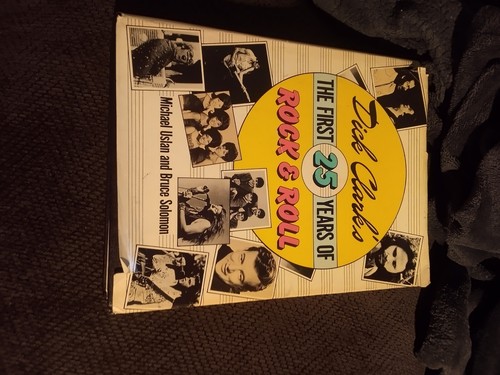 Dick Clark's
THE FIRST 25 YEARS OF
ROCK & ROLL
Michael Uslan and Bruce Solomon